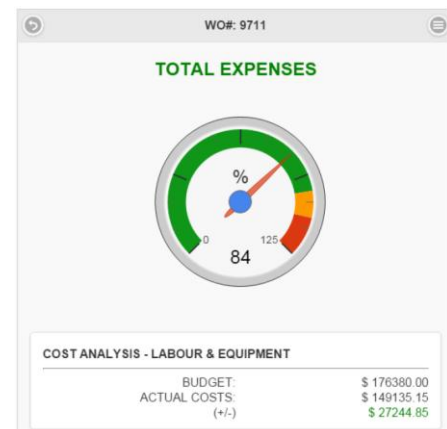 WO#: 9711
TOTAL EXPENSES
%
0 125
84
COST ANALYSIS - LABOUR & EQUIPMENT
BUDGET: $ 176380.00
ACTUAL COSTS: $ 149135.15
(+/-) $ 27244.85